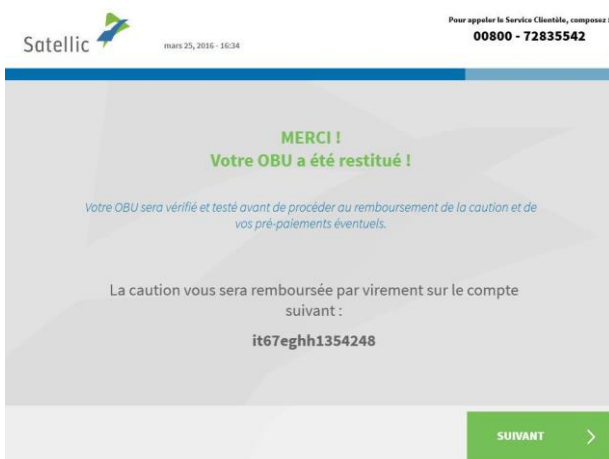 Satellic
mars 25, 2016 - 16:34
Pour appeler le Service Clientèle, composez :
00800 - 72835542
MERCI !
Votre OBU a été restitué !
Votre OBU sera vérifié et testé avant de procéder au remboursement de la caution et de
vos pré-paiements éventuels.
La caution vous sera remboursée par virement sur le compte
suivant :
it67eghh1354248
SUIVANT